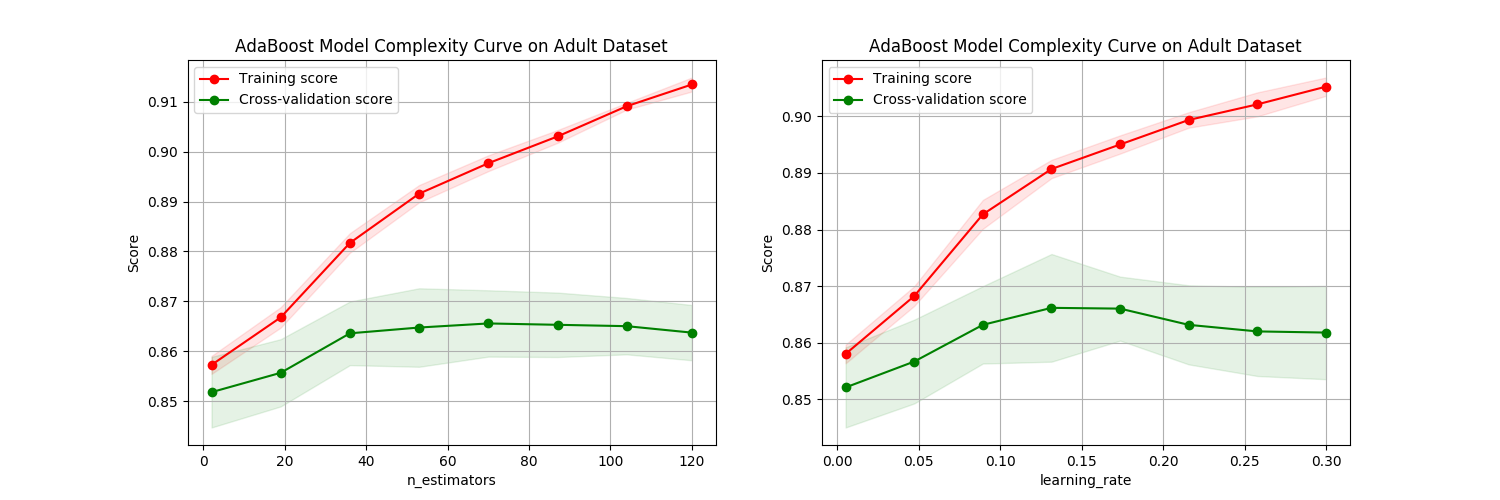 AdaBoost Model Complexity Curve on Adult Dataset
Training score
Cross-validation score
0.91
0.90
0.89
0.88
0.87
0.86
0.85
Score
0 20 40 60 80 100 120
n_estimators
AdaBoost Model Complexity Curve on Adult Dataset
Training score
Cross-validation score
0.90
0.89
0.88
0.87
0.86
0.85
Score
0.00 0.05 0.10 0.15 0.20 0.25 0.30
learning_rate